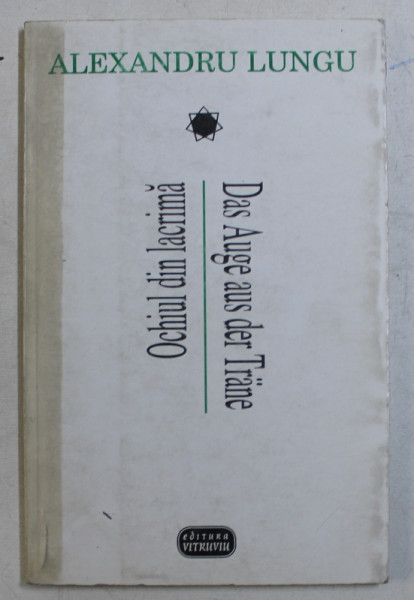 ALEXANDRU LUNGU
Das Auge aus der Träne
Ochiul din lacrimă
editura
VITRUVIU